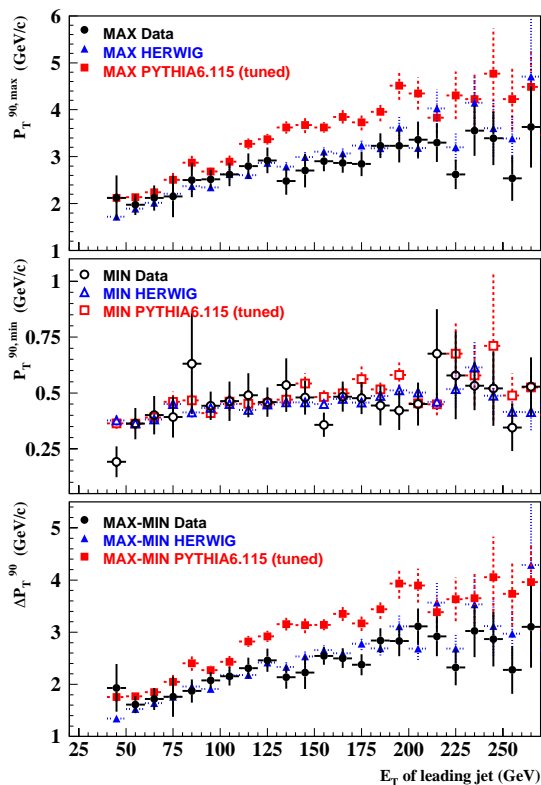 P_T^90,max (GeV/c)
6
5
4
3
2
1
MAX Data
MAX HERWIG
MAX PYTHIA6.115 (tuned)
P_T^90,min (GeV/c)
1
0.75
0.5
0.25
MIN Data
MIN HERWIG
MIN PYTHIA6.115 (tuned)
ΔP_T^90 (GeV/c)
5
4
3
2
1
MAX-MIN Data
MAX-MIN HERWIG
MAX-MIN PYTHIA6.115 (tuned)
25 50 75 100 125 150 175 200 225 250
E_T of leading jet (GeV)